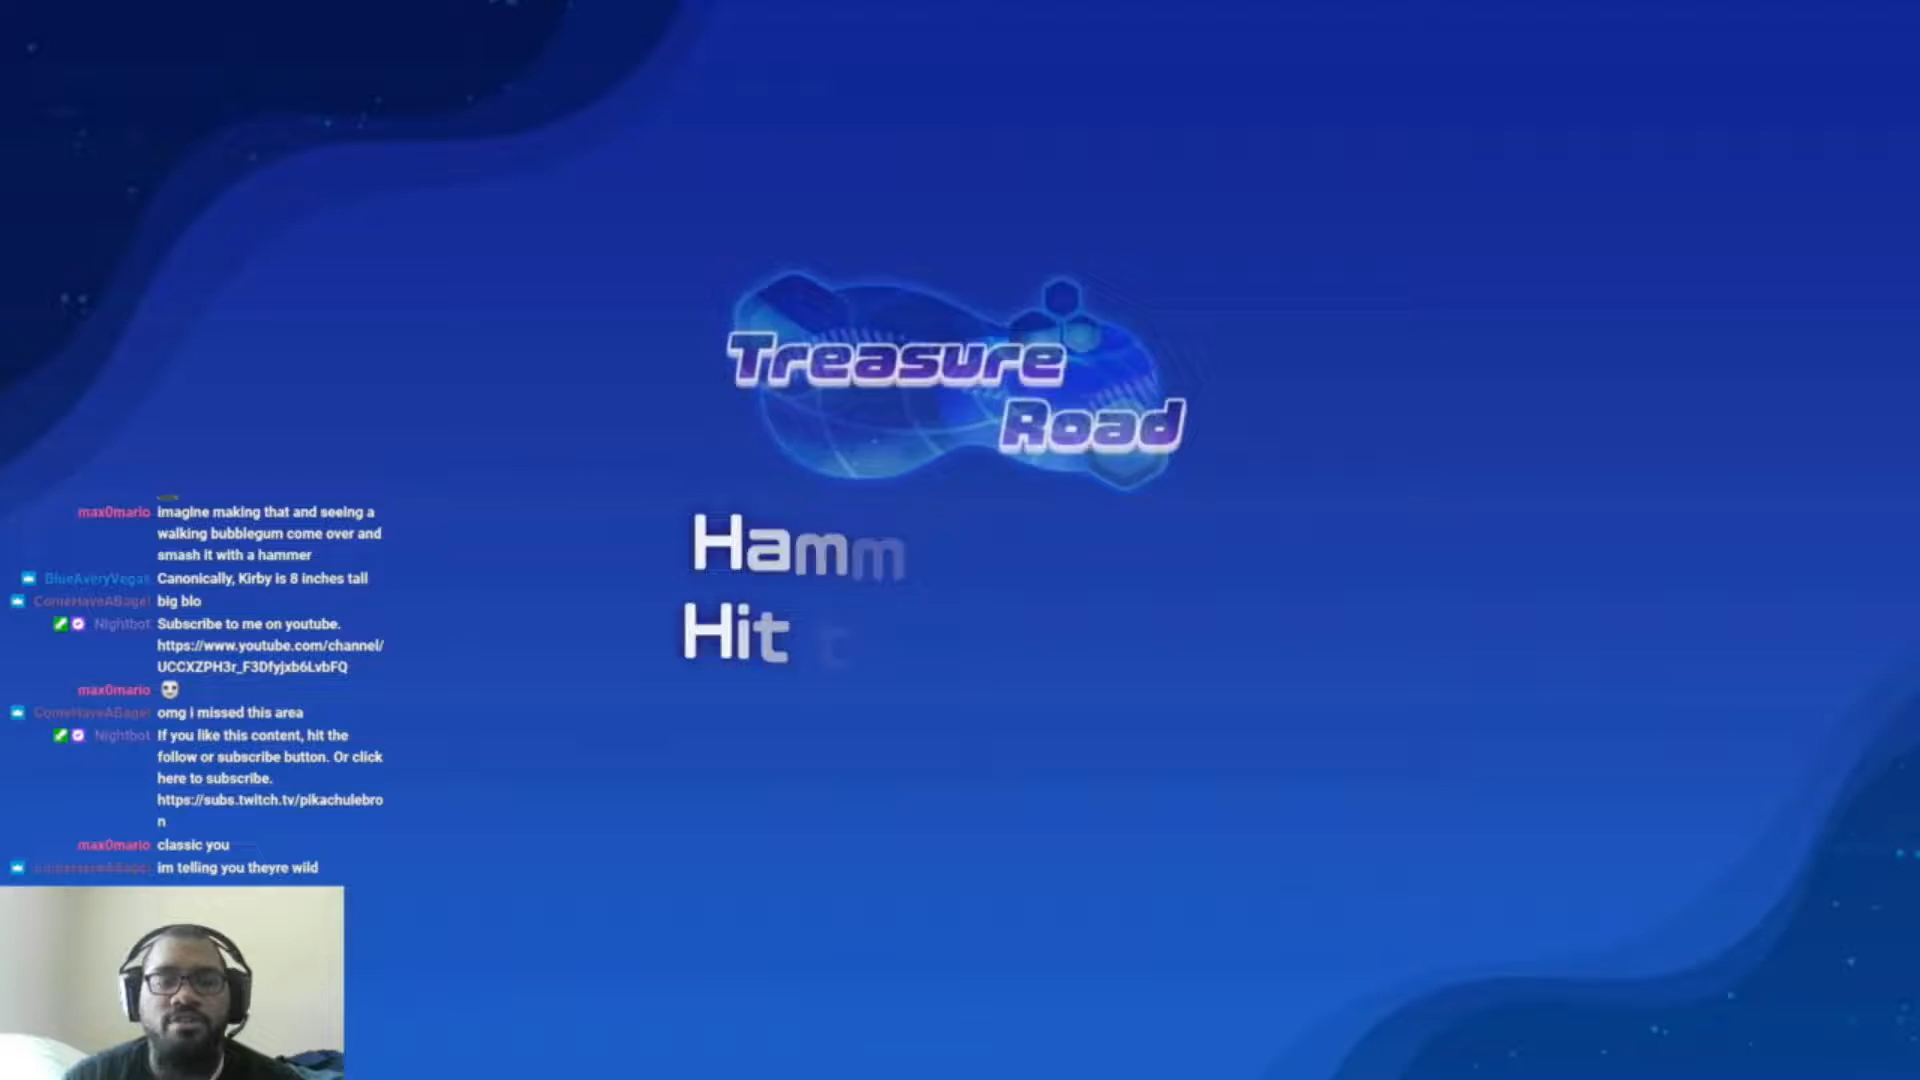 Treasure
Road
Hamm
Hit t
max0mario imagine making that and seeing a
walking bubblegum come over and
smash it with a hammer
BlueAveryVegas Canonically, Kirby is 8 inches tall
ComeHaveABagel big blo
Nightbot Subscribe to me on youtube.
https://www.youtube.com/channel/
UCCXZPH3r_F3Dfyjxb6LvbFQ
max0mario
ComeHaveABagel omg i missed this area
Nightbot If you like this content, hit the
follow or subscribe button. Or click
here to subscribe.
https://subs.twitch.tv/pikachulebro
n
max0mario classic you
im telling you theyre wild